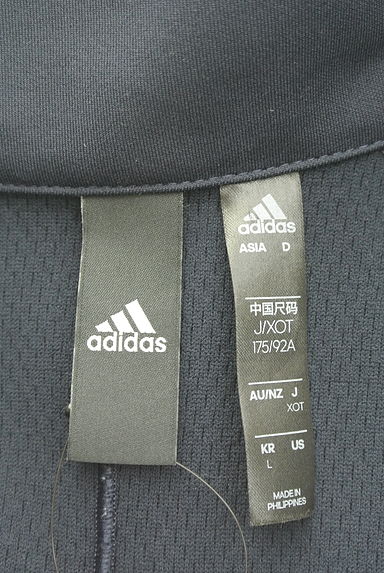 adidas
adidas
ASIA D
中国尺码
J/XOT
175/92A
AU/NZ J
XOT
KR US
L
MADE IN
PHILIPPINES